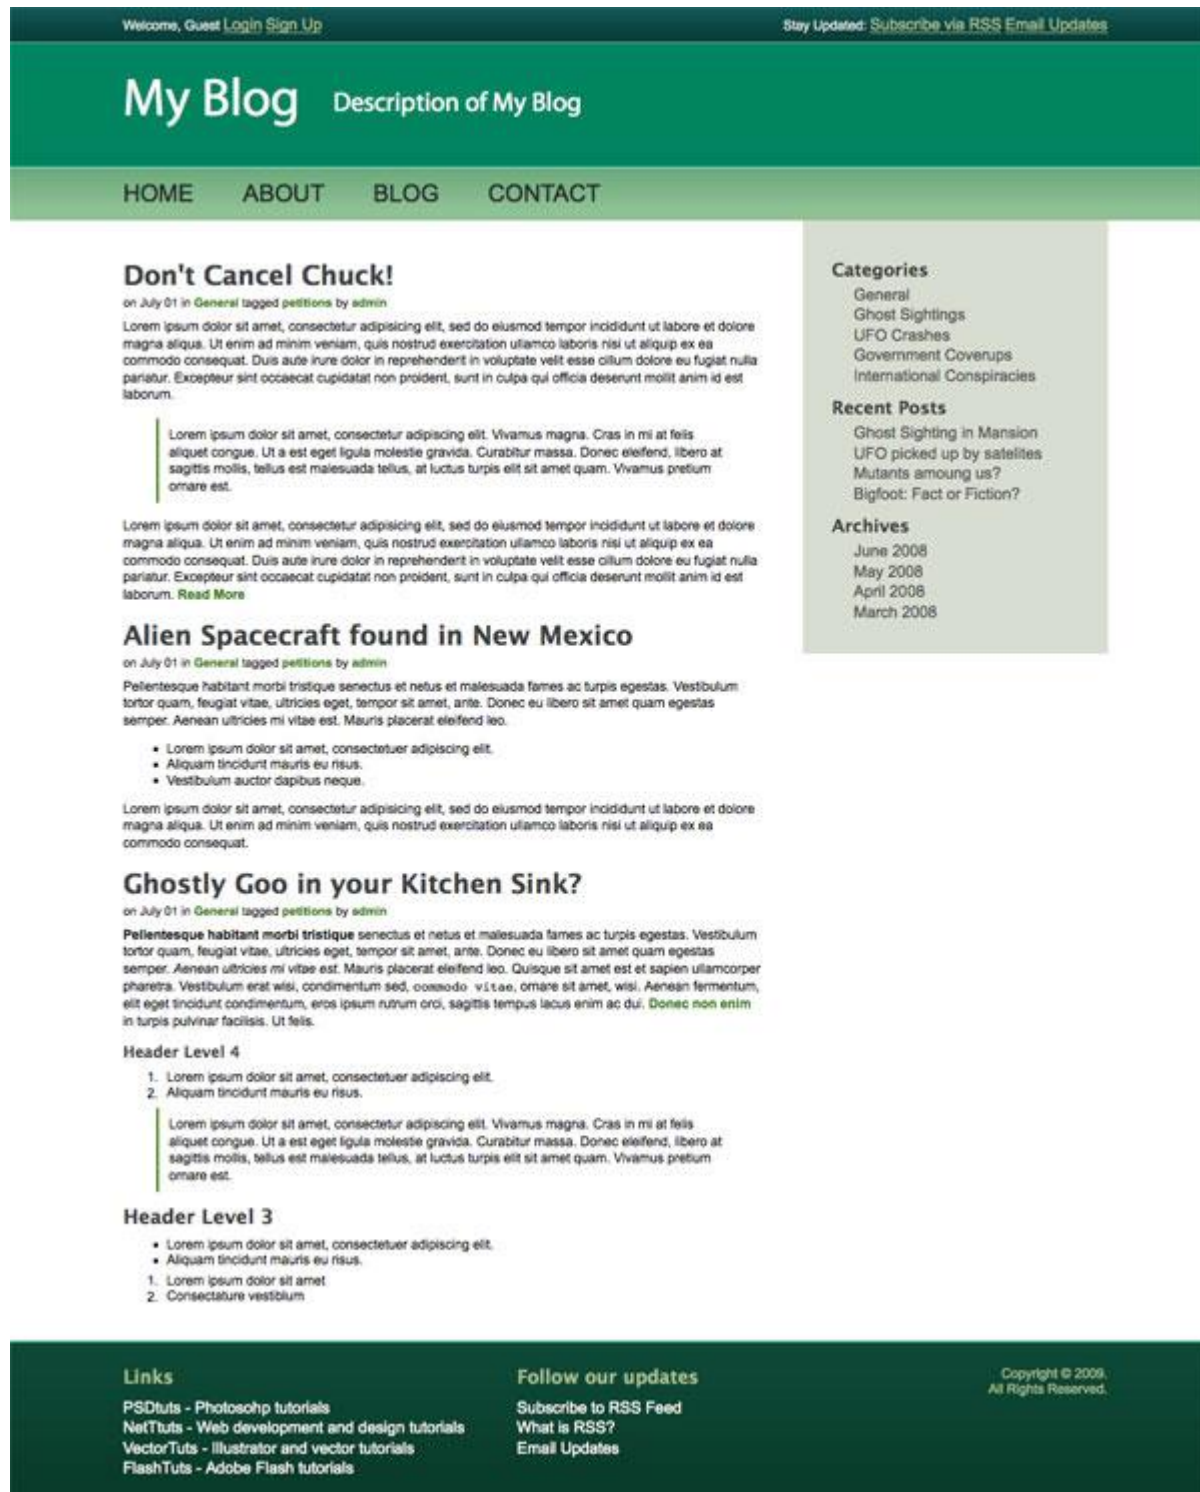 Welcome, Guest Login Sign Up
Stay Updated: Subscribe via RSS Email Updates
My Blog Description of My Blog
HOME ABOUT BLOG CONTACT
Don't Cancel Chuck!
on July 01 in General tagged petitions by admin
Lorem ipsum dolor sit amet, consectetur adipisicing elit, sed do eiusmod tempor incididunt ut labore et dolore
magna aliqua. Ut enim ad minim veniam, quis nostrud exercitation ullamco laboris nisi ut aliquip ex ea
commodo consequat. Duis aute irure dolor in reprehenderit in voluptate velit esse cillum dolore eu fugiat nulla
pariatur. Excepteur sint occaecat cupidatat non proident, sunt in culpa qui officia deserunt mollit anim id est
laborum.
Lorem ipsum dolor sit amet, consectetur adipiscing elit. Vivamus magna. Cras in mi at felis
aliquet congue. Ut a est eget ligula molestie gravida. Curabitur massa. Donec eleifend, libero at
sagittis mollis, tellus est malesuada tellus, at luctus turpis elit sit amet quam. Vivamus pretium
ornare est.
Lorem ipsum dolor sit amet, consectetur adipisicing elit, sed do eiusmod tempor incididunt ut labore et dolore
magna aliqua. Ut enim ad minim veniam, quis nostrud exercitation ullamco laboris nisi ut aliquip ex ea
commodo consequat. Duis aute irure dolor in reprehenderit in voluptate velit esse cillum dolore eu fugiat nulla
pariatur. Excepteur sint occaecat cupidatat non proident, sunt in culpa qui officia deserunt mollit anim id est
laborum. Read More
Alien Spacecraft found in New Mexico
on July 01 in General tagged petitions by admin
Pellentesque habitant morbi tristique senectus et netus et malesuada fames ac turpis egestas. Vestibulum
tortor quam, feugiat vitae, ultricies eget, tempor sit amet, ante. Donec eu libero sit amet quam egestas
semper. Aenean ultricies mi vitae est. Mauris placerat eleifend leo.
• Lorem ipsum dolor sit amet, consectetuer adipiscing elit.
• Aliquam tincidunt mauris eu risus.
• Vestibulum auctor dapibus neque.
Lorem ipsum dolor sit amet, consectetur adipisicing elit, sed do eiusmod tempor incididunt ut labore et dolore
magna aliqua. Ut enim ad minim veniam, quis nostrud exercitation ullamco laboris nisi ut aliquip ex ea
commodo consequat.
Ghostly Goo in your Kitchen Sink?
on July 01 in General tagged petitions by admin
Pellentesque habitant morbi tristique senectus et netus et malesuada fames ac turpis egestas. Vestibulum
tortor quam, feugiat vitae, ultricies eget, tempor sit amet, ante. Donec eu libero sit amet quam egestas
semper. Aenean ultricies mi vitae est. Mauris placerat eleifend leo. Quisque sit amet est et sapien ullamcorper
pharetra. Vestibulum erat wisi, condimentum sed, commodo vitae, ornare sit amet, wisi. Aenean fermentum,
elit eget tincidunt condimentum, eros ipsum rutrum orci, sagittis tempus lacus enim ac dui. Donec non enim
in turpis pulvinar facilisis. Ut felis.
Header Level 4
1. Lorem ipsum dolor sit amet, consectetuer adipiscing elit.
2. Aliquam tincidunt mauris eu risus.
Lorem ipsum dolor sit amet, consectetur adipiscing elit. Vivamus magna. Cras in mi at felis
aliquet congue. Ut a est eget ligula molestie gravida. Curabitur massa. Donec eleifend, libero at
sagittis mollis, tellus est malesuada tellus, at luctus turpis elit sit amet quam. Vivamus pretium
ornare est.
Header Level 3
• Lorem ipsum dolor sit amet, consectetuer adipiscing elit.
• Aliquam tincidunt mauris eu risus.
1. Lorem ipsum dolor sit amet
2. Consectature vestiblum
Categories
General
Ghost Sightings
UFO Crashes
Government Coverups
International Conspiracies
Recent Posts
Ghost Sighting in Mansion
UFO picked up by satelites
Mutants amoung us?
Bigfoot: Fact or Fiction?
Archives
June 2008
May 2008
April 2008
March 2008
Links
PSDtuts - Photosohp tutorials
NetTtuts - Web development and design tutorials
VectorTuts - Illustrator and vector tutorials
FlashTuts - Adobe Flash tutorials
Follow our updates
Subscribe to RSS Feed
What is RSS?
Email Updates
Copyright © 2009.
All Rights Reserved.